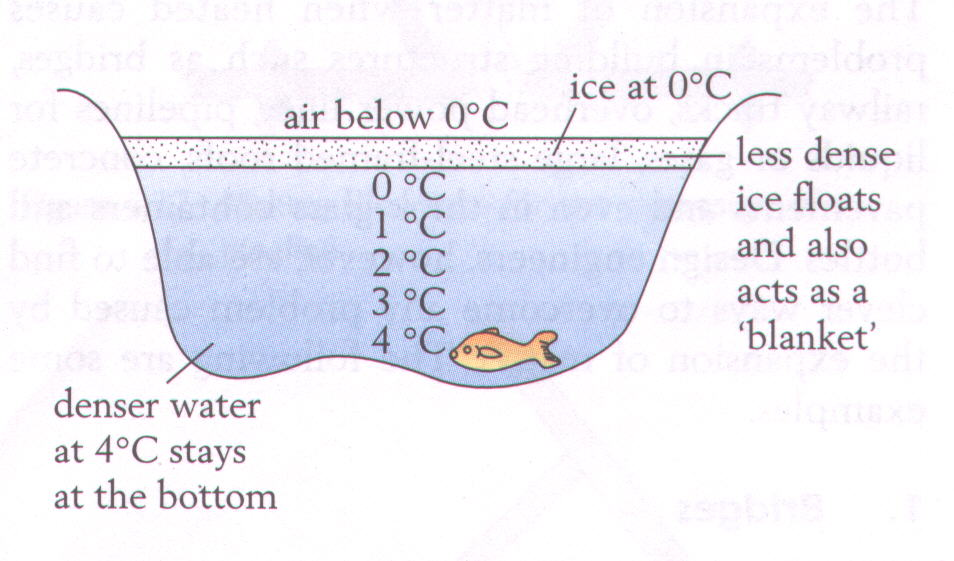 ice at 0°C
air below 0°C
less dense
ice floats
and also
acts as a
'blanket'
0 °C
1 °C
2 °C
3 °C
4 °C
denser water
at 4°C stays
at the bottom